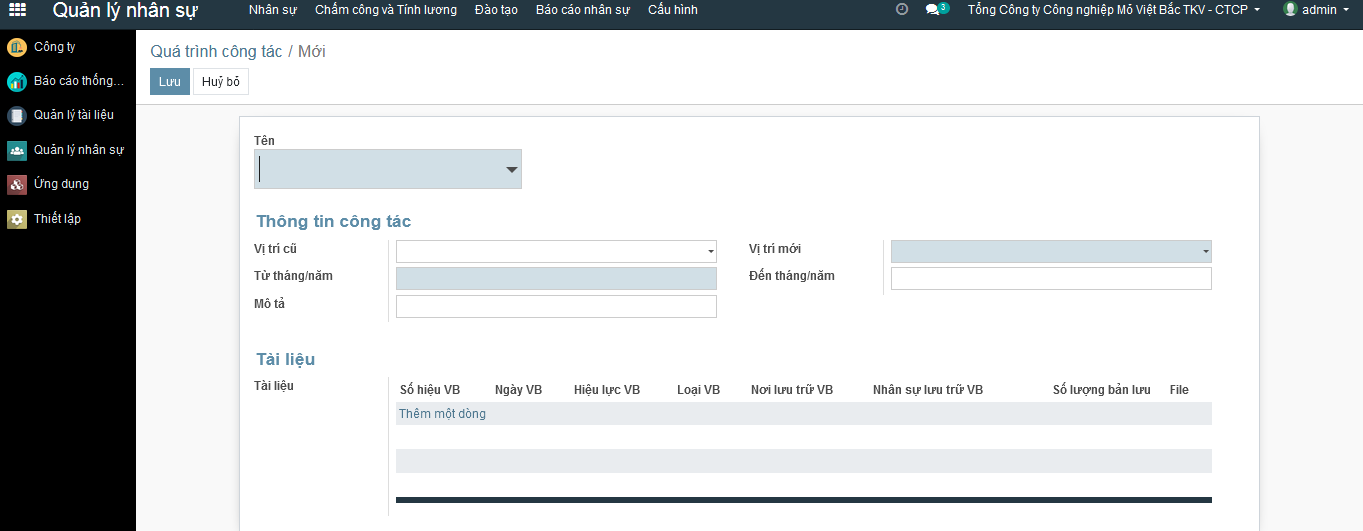 Quản lý nhân sự Nhân sự Chấm công và Tính lương Đào tạo Báo cáo nhân sự Cấu hình 3 Tổng Công ty Công nghiệp Mỏ Việt Bắc TKV - CTCP admin
Công ty
Báo cáo thống...
Quản lý tài liệu
Quản lý nhân sự
Ứng dụng
Thiết lập
Quá trình công tác / Mới
Lưu Huỷ bỏ
Tên
Thông tin công tác
Vị trí cũ Vị trí mới
Từ tháng/năm Đến tháng/năm
Mô tả
Tài liệu
Tài liệu Số hiệu VB Ngày VB Hiệu lực VB Loại VB Nơi lưu trữ VB Nhân sự lưu trữ VB Số lượng bản lưu File
Thêm một dòng